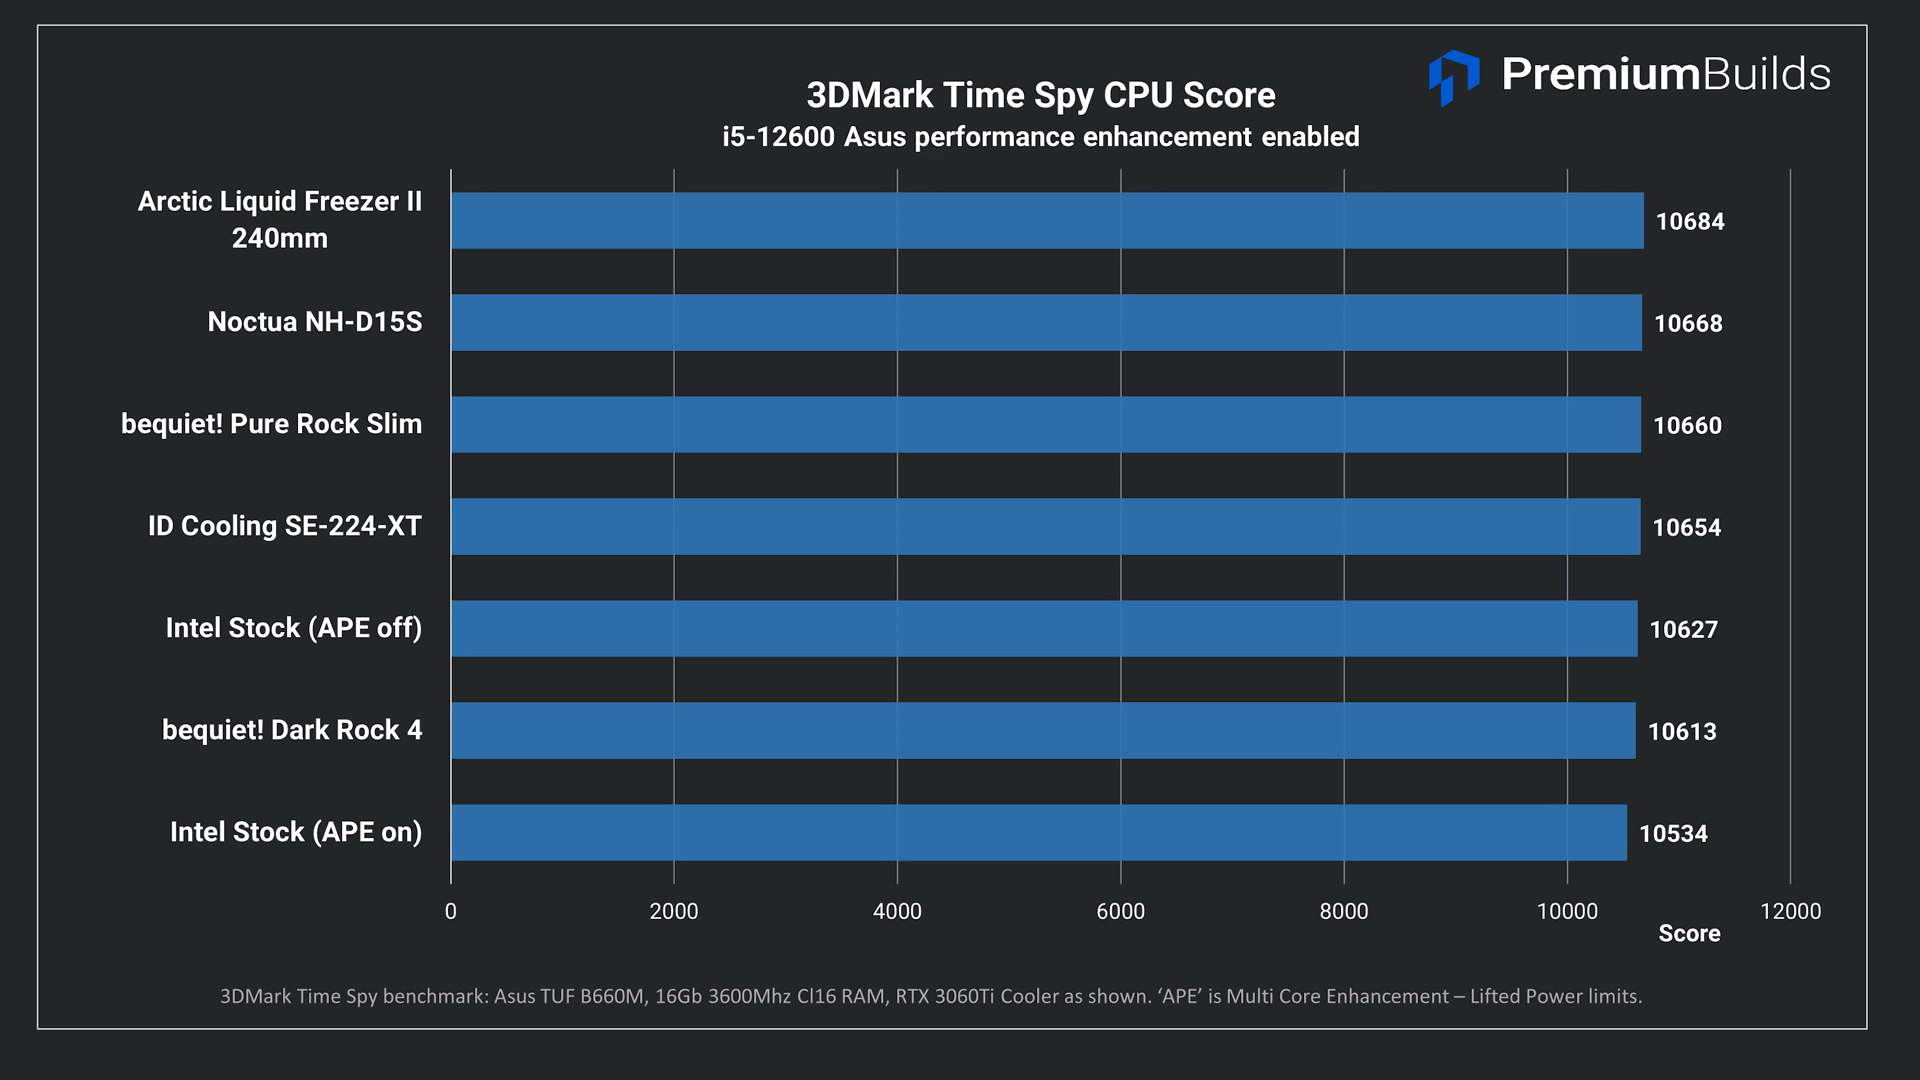 PremiumBuilds
3DMark Time Spy CPU Score
i5-12600 Asus performance enhancement enabled
Arctic Liquid Freezer II
240mm
10684
Noctua NH-D15S
10668
bequiet! Pure Rock Slim
10660
ID Cooling SE-224-XT
10654
Intel Stock (APE off)
10627
bequiet! Dark Rock 4
10613
Intel Stock (APE on)
10534
0 2000 4000 6000 8000 10000 12000
Score
3DMark Time Spy benchmark: Asus TUF B660M, 16Gb 3600Mhz Cl16 RAM, RTX 3060Ti Cooler as shown. ‘APE’ is Multi Core Enhancement – Lifted Power limits.